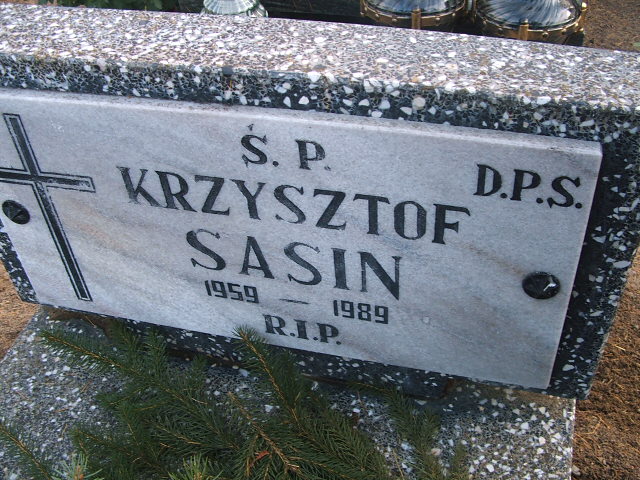 Ś. P.
D.P.S.
KRZYSZTOF
SASIN
1959 — 1989
R.I.P.